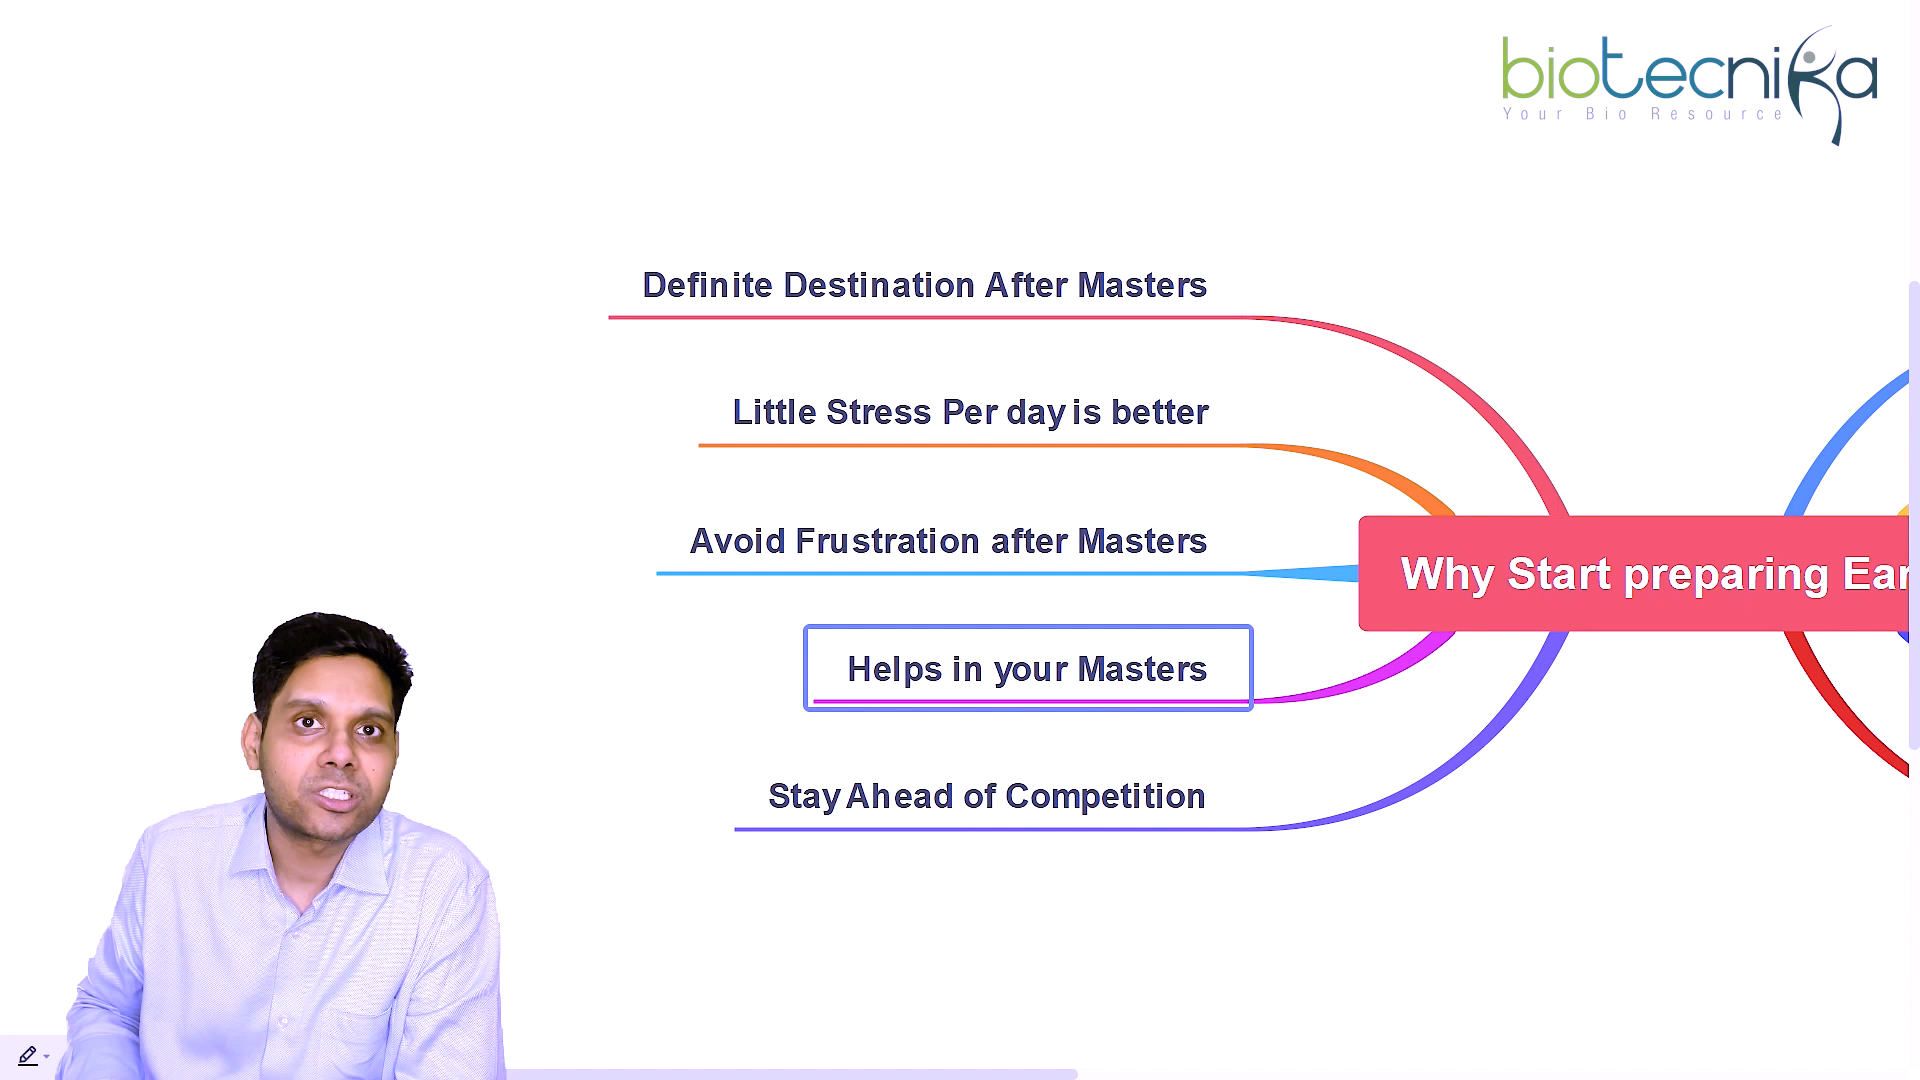 biotecnika
Your Bio Resource
Definite Destination After Masters
Little Stress Per day is better
Avoid Frustration after Masters
Why Start preparing Ear
Helps in your Masters
Stay Ahead of Competition